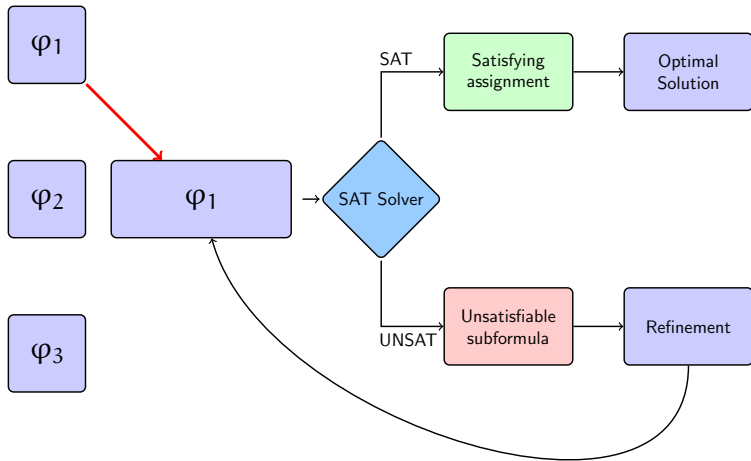 φ₁
SAT
Satisfying
assignment
Optimal
Solution
φ₂
φ₁
SAT Solver
φ₃
UNSAT
Unsatisfiable
subformula
Refinement